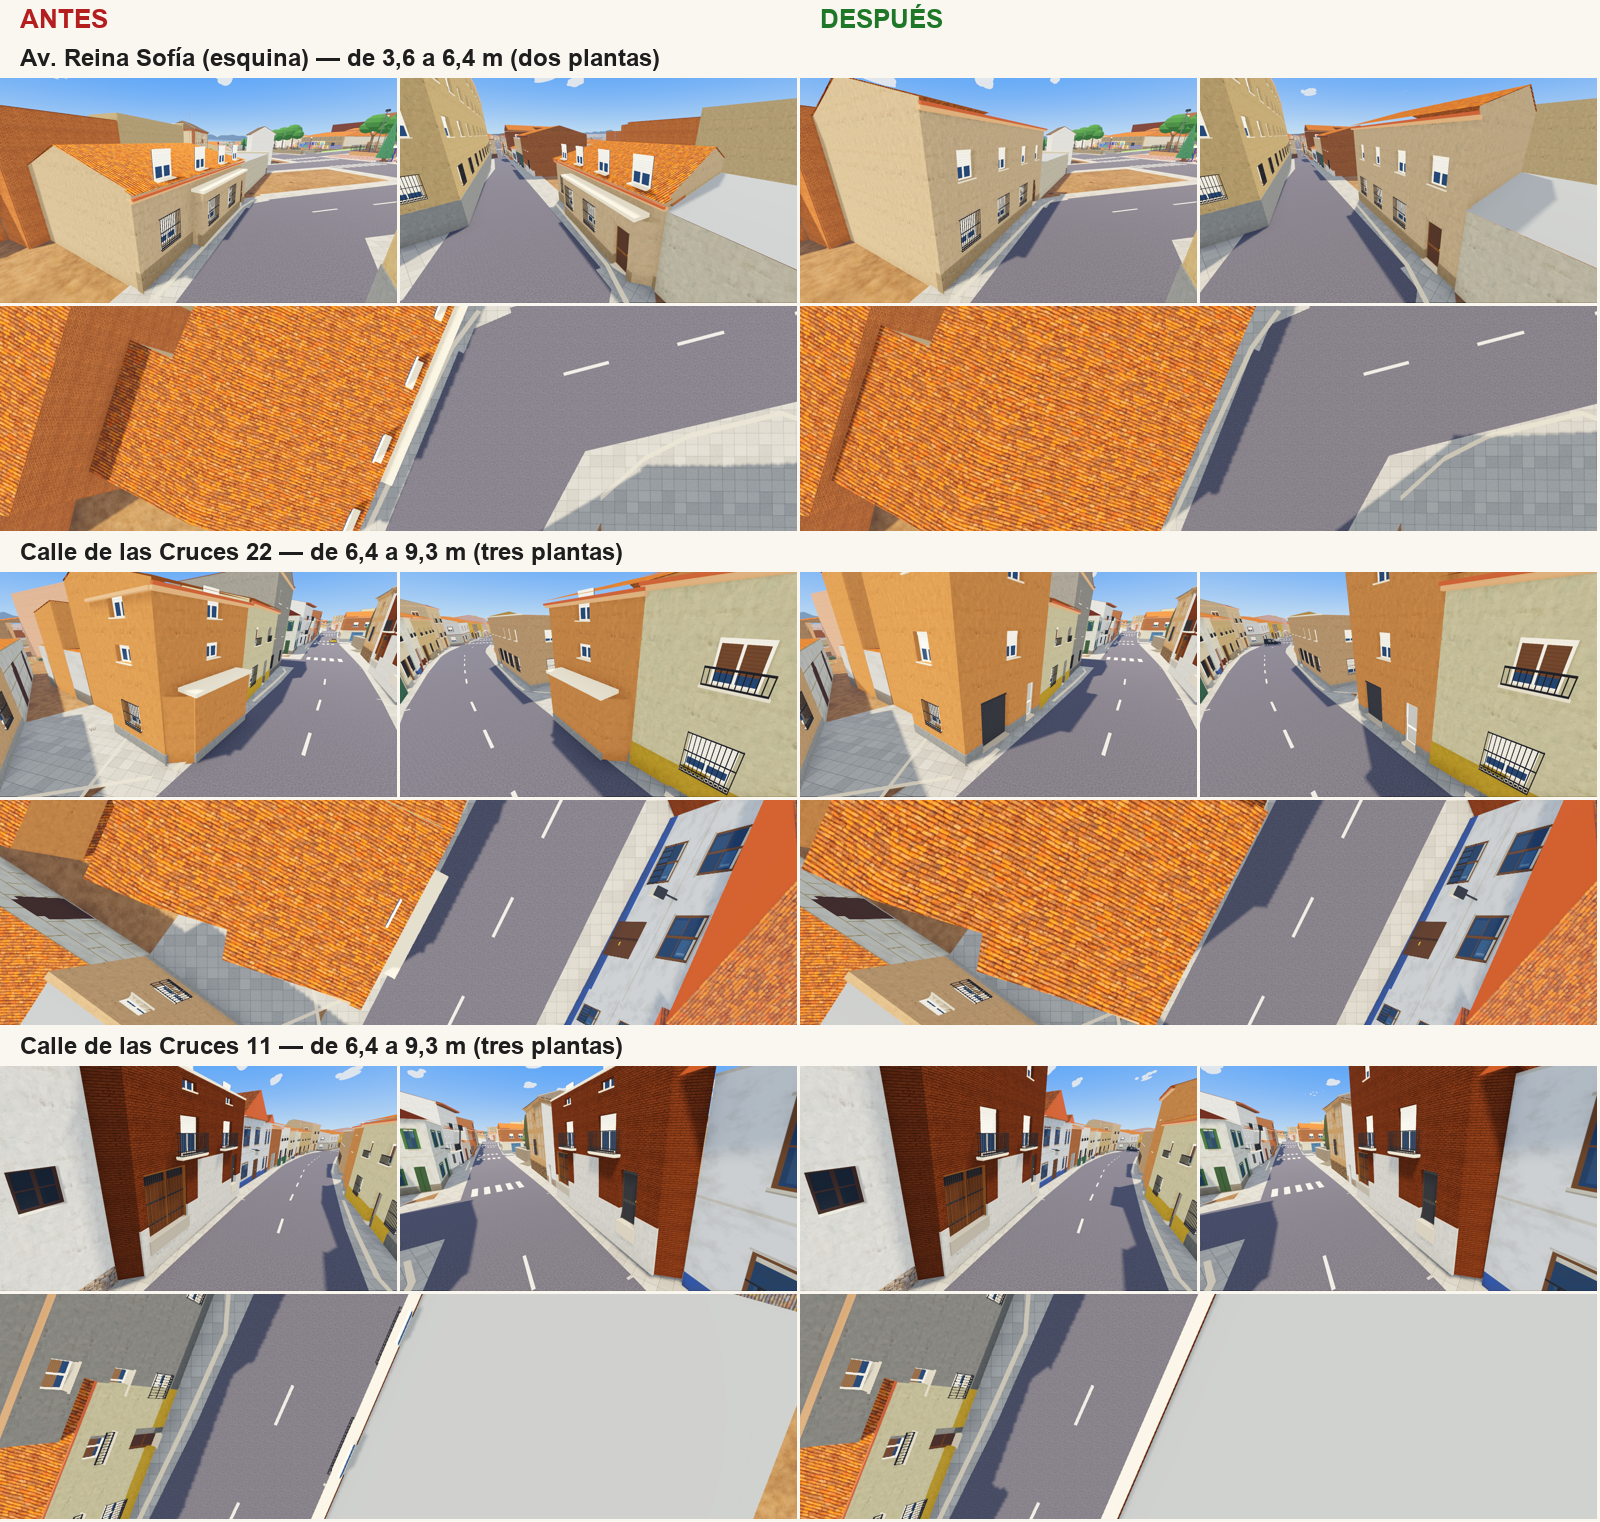 ANTES
DESPUÉS
Av. Reina Sofía (esquina) — de 3,6 a 6,4 m (dos plantas)
Calle de las Cruces 22 — de 6,4 a 9,3 m (tres plantas)
Calle de las Cruces 11 — de 6,4 a 9,3 m (tres plantas)